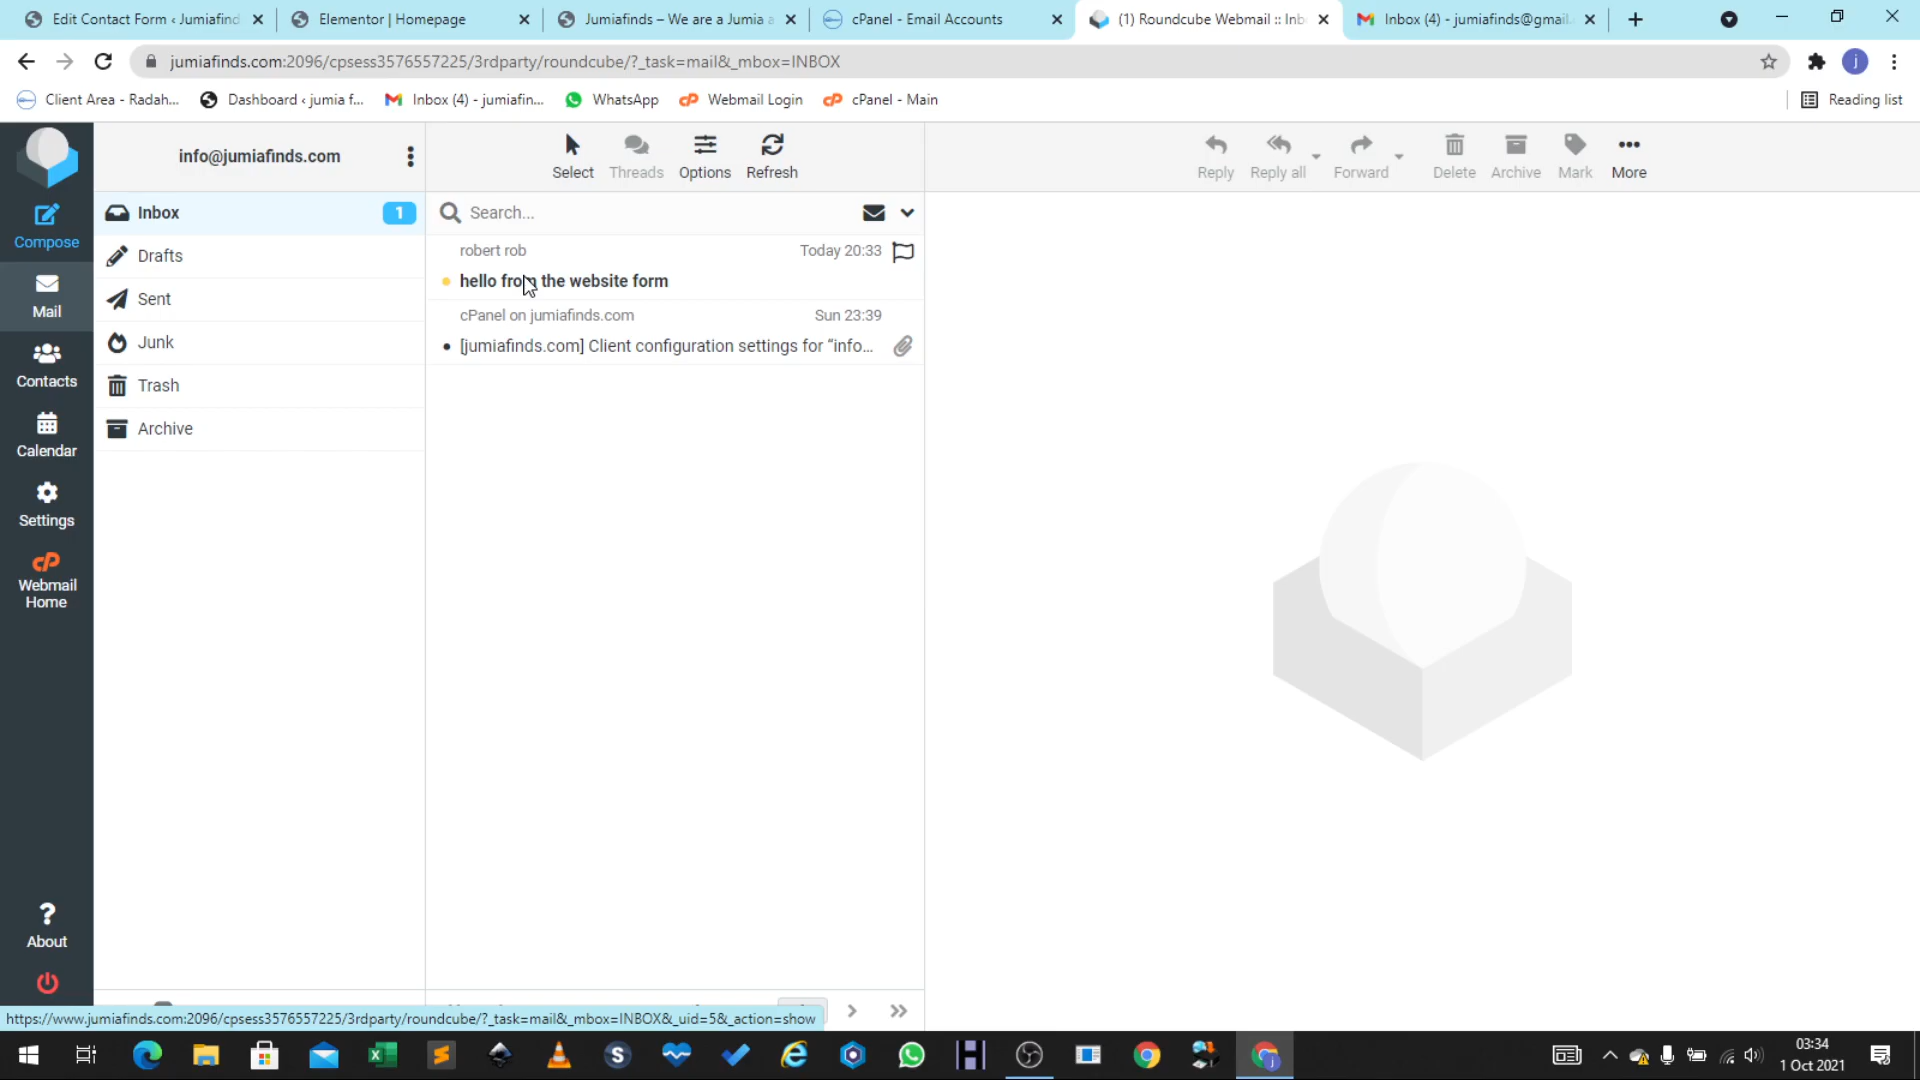 Edit Contact Form ‹ Jumiafind
Elementor | Homepage
Jumiafinds – We are a Jumia a
cPanel - Email Accounts
(1) Roundcube Webmail :: Inb
Inbox (4) - jumiafinds@gmail.
jumiafinds.com:2096/cpsess3576557225/3rdparty/roundcube/?_task=mail&_mbox=INBOX
j
Client Area - Radah...
Dashboard ‹ jumia f...
Inbox (4) - jumiafin...
WhatsApp
Webmail Login
cPanel - Main
Reading list
info@jumiafinds.com
Select
Threads
Options
Refresh
Reply
Reply all
Forward
Delete
Archive
Mark
More
Compose
Mail
Contacts
Calendar
Settings
Webmail
Home
About
Inbox
1
Drafts
Sent
Junk
Trash
Archive
Search...
robert rob
Today 20:33
hello from the website form
cPanel on jumiafinds.com
Sun 23:39
[jumiafinds.com] Client configuration settings for “info...
https://www.jumiafinds.com:2096/cpsess3576557225/3rdparty/roundcube/?_task=mail&_mbox=INBOX&_uid=5&_action=show
03:34
1 Oct 2021